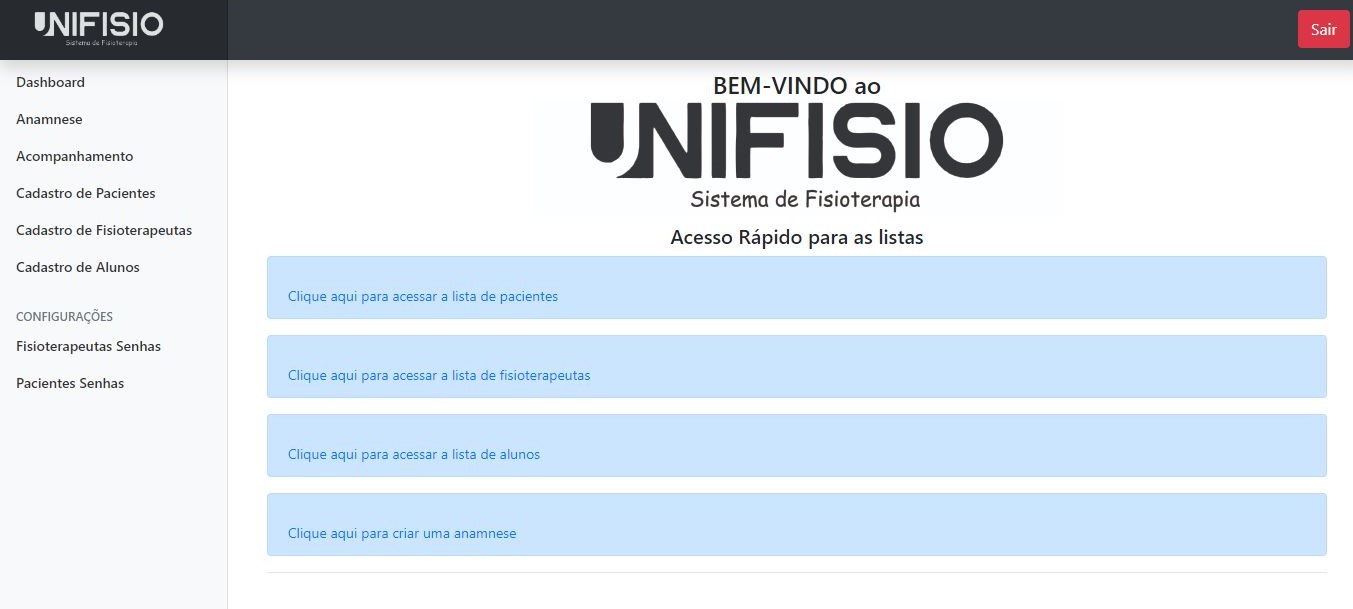 UNIFISIO
Sistema de Fisioterapia
Sair
Dashboard
Anamnese
Acompanhamento
Cadastro de Pacientes
Cadastro de Fisioterapeutas
Cadastro de Alunos
CONFIGURAÇÕES
Fisioterapeutas Senhas
Pacientes Senhas
BEM-VINDO ao
UNIFISIO
Sistema de Fisioterapia
Acesso Rápido para as listas
Clique aqui para acessar a lista de pacientes
Clique aqui para acessar a lista de fisioterapeutas
Clique aqui para acessar a lista de alunos
Clique aqui para criar uma anamnese